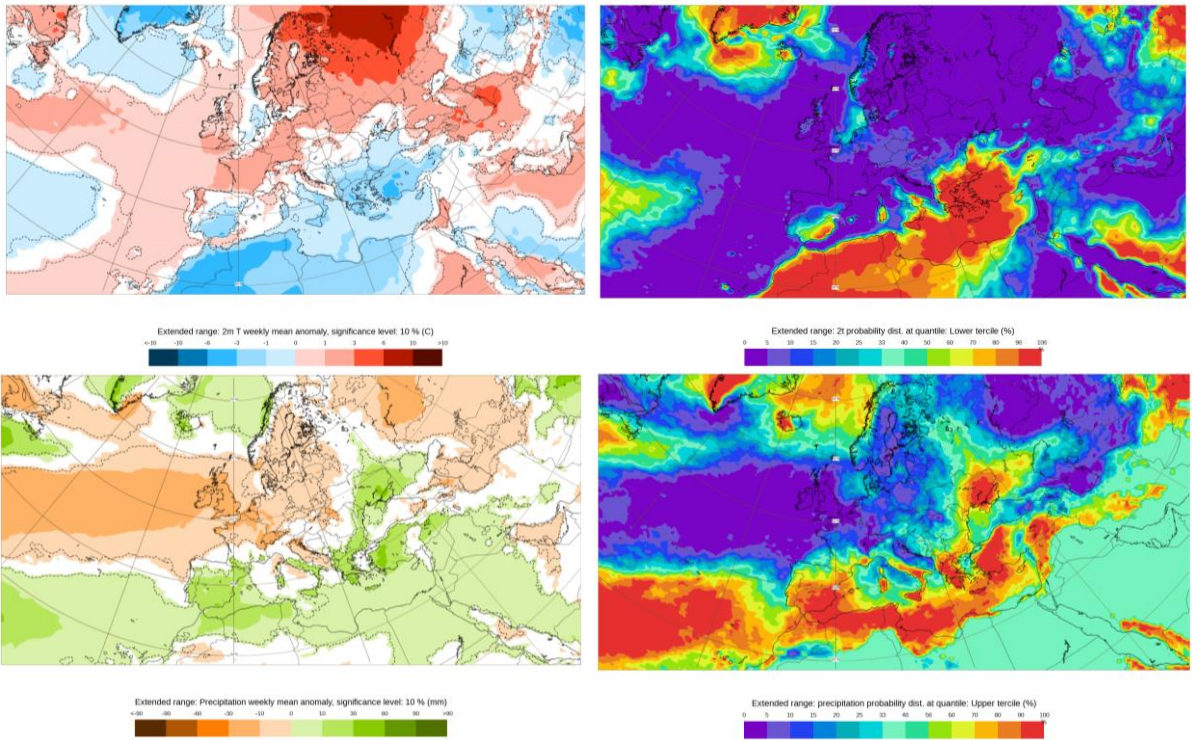 Extended range: 2m T weekly mean anomaly, significance level: 10 % (C)
<-10 -10 -6 -3 -1 0 1 3 6 10 >10
Extended range: 2t probability dist. at quantile: Lower tercile (%)
0 5 10 15 20 33 40 50 60 70 80 90 100
%
Extended range: Precipitation weekly mean anomaly, significance level: 10 % (mm)
<-90 -90 -60 -30 -10 0 10 30 60 90 >90
Extended range: precipitation probability dist. at quantile: Upper tercile (%)
0 5 10 15 20 25 33 40 50 60 70 80 90 100
%